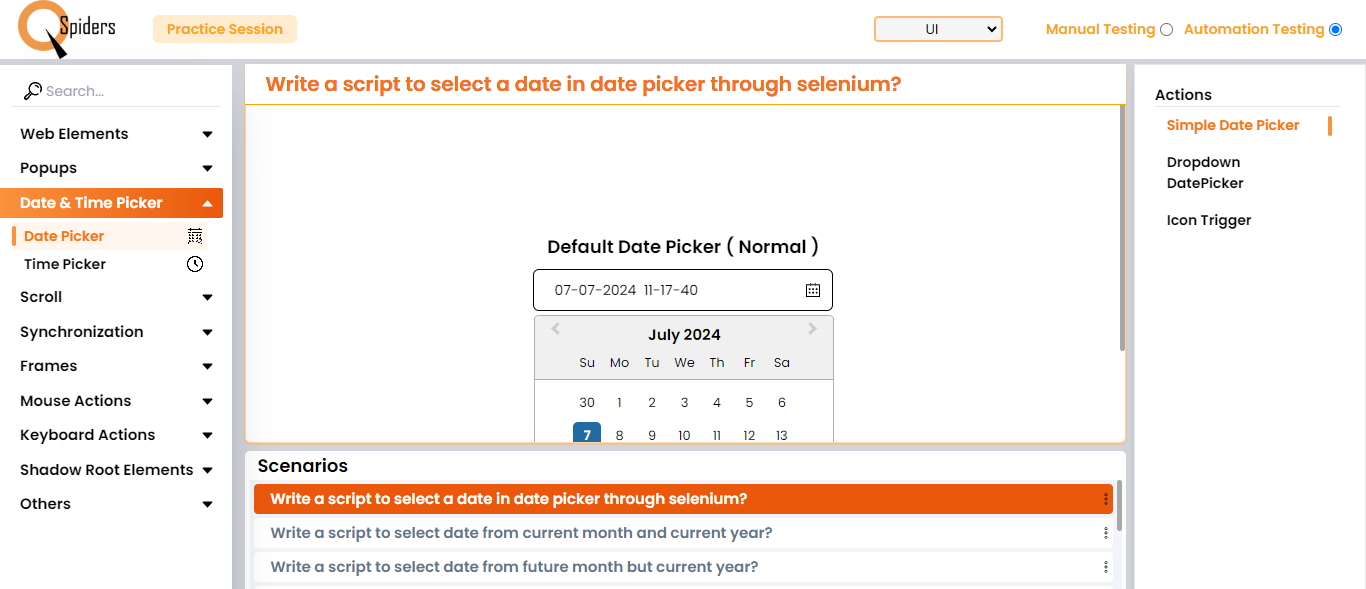 Spiders
Practice Session
UI
Manual Testing
Automation Testing
Search...
Web Elements
Popups
Date & Time Picker
Date Picker
Time Picker
Scroll
Synchronization
Frames
Mouse Actions
Keyboard Actions
Shadow Root Elements
Others
Write a script to select a date in date picker through selenium?
Default Date Picker ( Normal )
07-07-2024 11-17-40
July 2024
Su Mo Tu We Th Fr Sa
30 1 2 3 4 5 6
7 8 9 10 11 12 13
Scenarios
Write a script to select a date in date picker through selenium?
Write a script to select date from current month and current year?
Write a script to select date from future month but current year?
Actions
Simple Date Picker
Dropdown
DatePicker
Icon Trigger